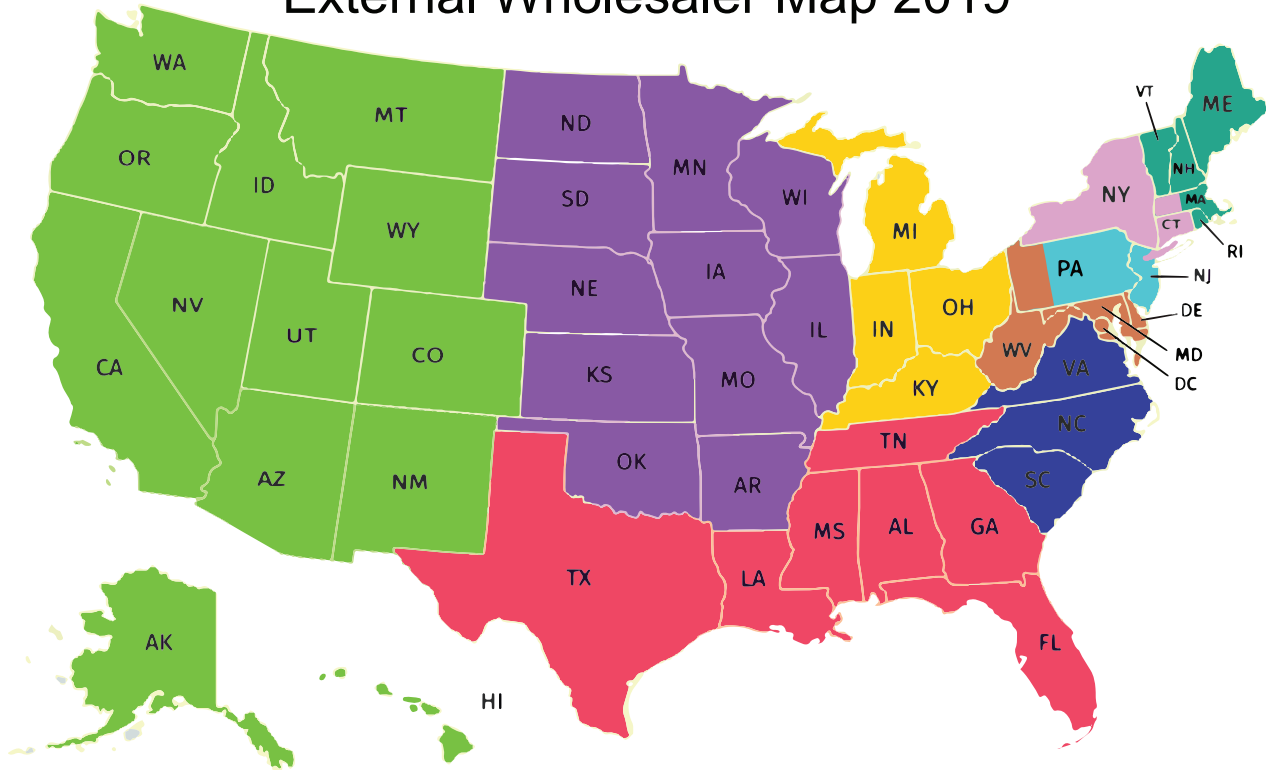 External Wholesaler Map 2019
WA
MT
ND
MN
VT
ME
OR
ID
SD
WI
NH
NY
MA
WY
MI
CT
RI
NV
NE
IA
PA
NJ
UT
CO
IL
IN
OH
DE
CA
KS
MO
KY
WV
VA
MD
DC
AZ
NM
OK
AR
TN
NC
SC
TX
LA
MS
AL
GA
AK
HI
FL